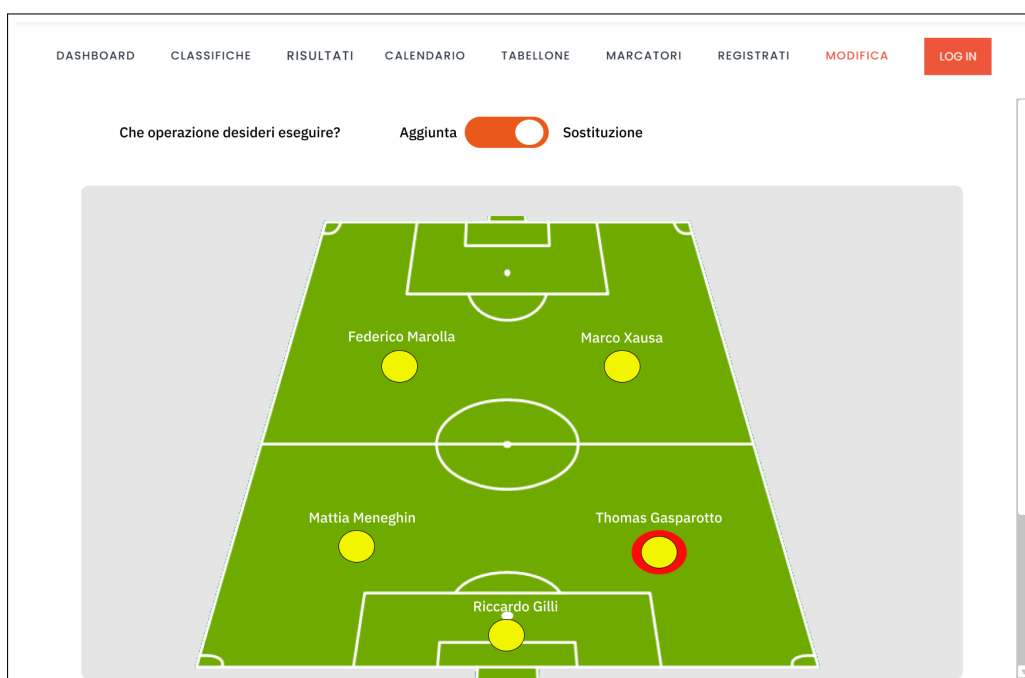 DASHBOARD CLASSIFICHE RISULTATI CALENDARIO TABELLONE MARCATORI REGISTRATI MODIFICA LOG IN
Che operazione desideri eseguire? Aggiunta Sostituzione
Federico Marolla Marco Xausa
Mattia Meneghin Thomas Gasparotto
Riccardo Gilli